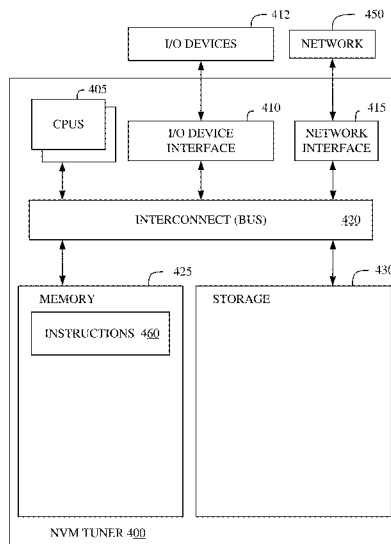 412
450
I/O DEVICES
NETWORK
405
410
415
CPUS
I/O DEVICE
INTERFACE
NETWORK
INTERFACE
INTERCONNECT (BUS) 420
425
430
MEMORY
STORAGE
INSTRUCTIONS 460
NVM TUNER 400